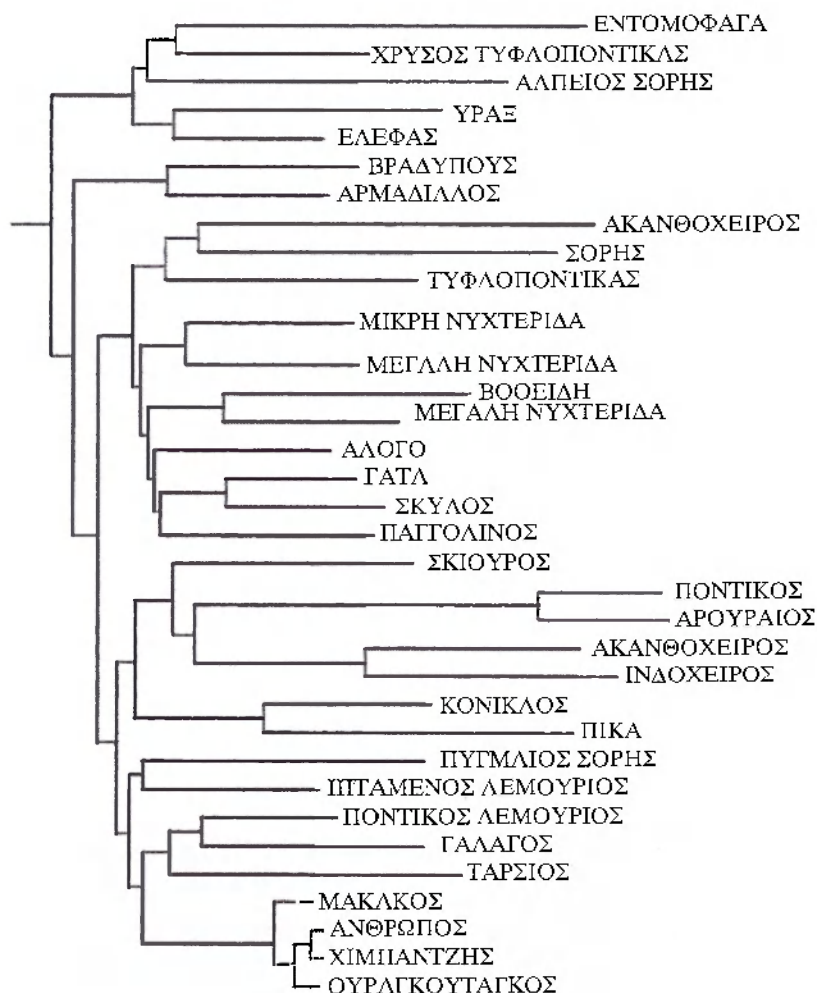 ΕΝΤΟΜΟΦΑΓΑ
ΧΡΥΣΟΣ ΤΥΦΛΟΠΟΝΤΙΚΑΣ
ΑΛΠΕΙΟΣ ΣΟΡΗΣ
ΥΡΑΞ
ΕΛΕΦΑΣ
ΒΡΑΔΥΠΟΥΣ
ΑΡΜΑΔΙΛΛΟΣ
ΑΚΑΝΘΟΧΕΙΡΟΣ
ΣΟΡΗΣ
ΤΥΦΛΟΠΟΝΤΙΚΑΣ
ΜΙΚΡΗ ΝΥΧΤΕΡΙΔΑ
ΜΕΓΑΛΗ ΝΥΧΤΕΡΙΔΑ
ΒΟΟΕΙΔΗ
ΜΕΓΑΛΗ ΝΥΧΤΕΡΙΔΑ
ΑΛΟΓΟ
ΓΑΤΑ
ΣΚΥΛΟΣ
ΠΑΓΓΟΛΙΝΟΣ
ΣΚΙΟΥΡΟΣ
ΠΟΝΤΙΚΟΣ
ΑΡΟΥΡΑΙΟΣ
ΑΚΑΝΘΟΧΕΙΡΟΣ
ΙΝΔΟΧΕΙΡΟΣ
ΚΟΝΙΚΛΟΣ
ΠΙΚΑ
ΠΥΓΜΑΙΟΣ ΣΟΡΗΣ
ΙΠΤΑΜΕΝΟΣ ΛΕΜΟΥΡΙΟΣ
ΠΟΝΤΙΚΟΣ ΛΕΜΟΥΡΙΟΣ
ΓΑΛΑΓΟΣ
ΤΑΡΣΙΟΣ
ΜΑΚΑΚΟΣ
ΑΝΘΡΩΠΟΣ
ΧΙΜΠΑΝΤΖΗΣ
ΟΥΡΑΓΚΟΥΤΑΓΚΟΣ